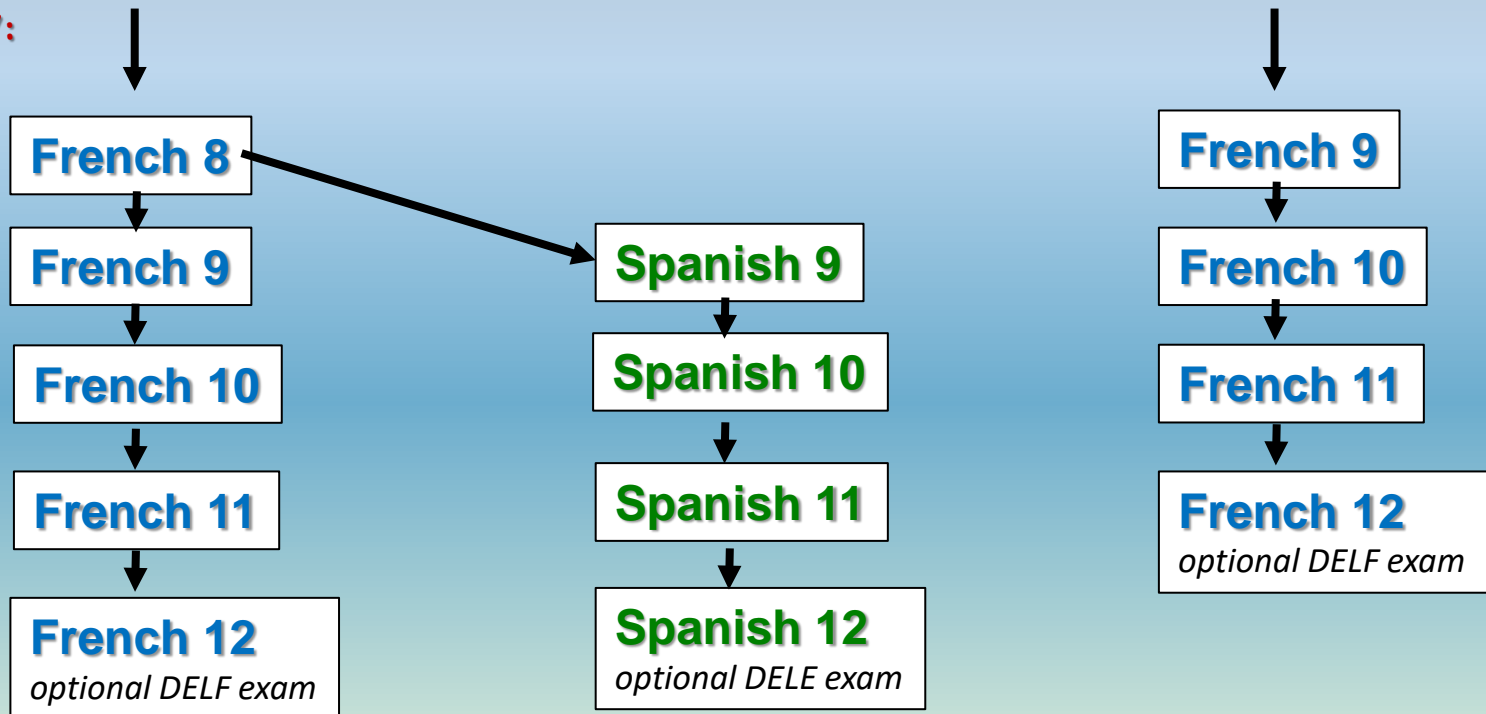 French 8
French 9
French 10
French 11
French 12
optional DELF exam
Spanish 9
Spanish 10
Spanish 11
Spanish 12
optional DELE exam
French 9
French 10
French 11
French 12
optional DELF exam